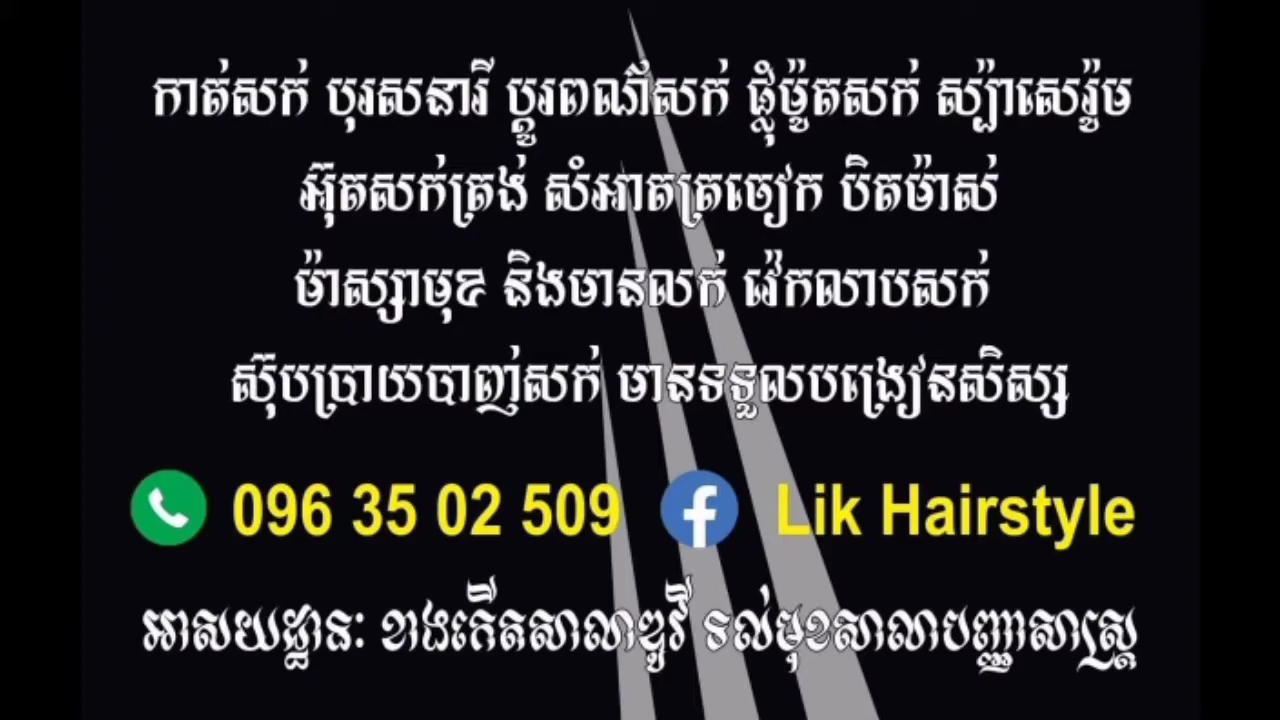 កាត់សក់ បុរសនារី ប្តូរពណ៌សក់ ផ្លុំម៉ូតសក់ ស្ប៉ាសេរ៉ូម
អ៊ុតសក់ត្រង់ សំអាតត្រចៀក បិតម៉ាស់
ម៉ាស្សាមុខ និងមានលក់ វ៉េកលាបសក់
ស៊ុបប្រាយបាញ់សក់ មានទទួលបង្រៀនសិស្ស
096 35 02 509 Lik Hairstyle
អាសយដ្ឋាន: ខាងកើតសាលាឌូវី ទល់មុខសាលាបញ្ញាសាស្ត្រ